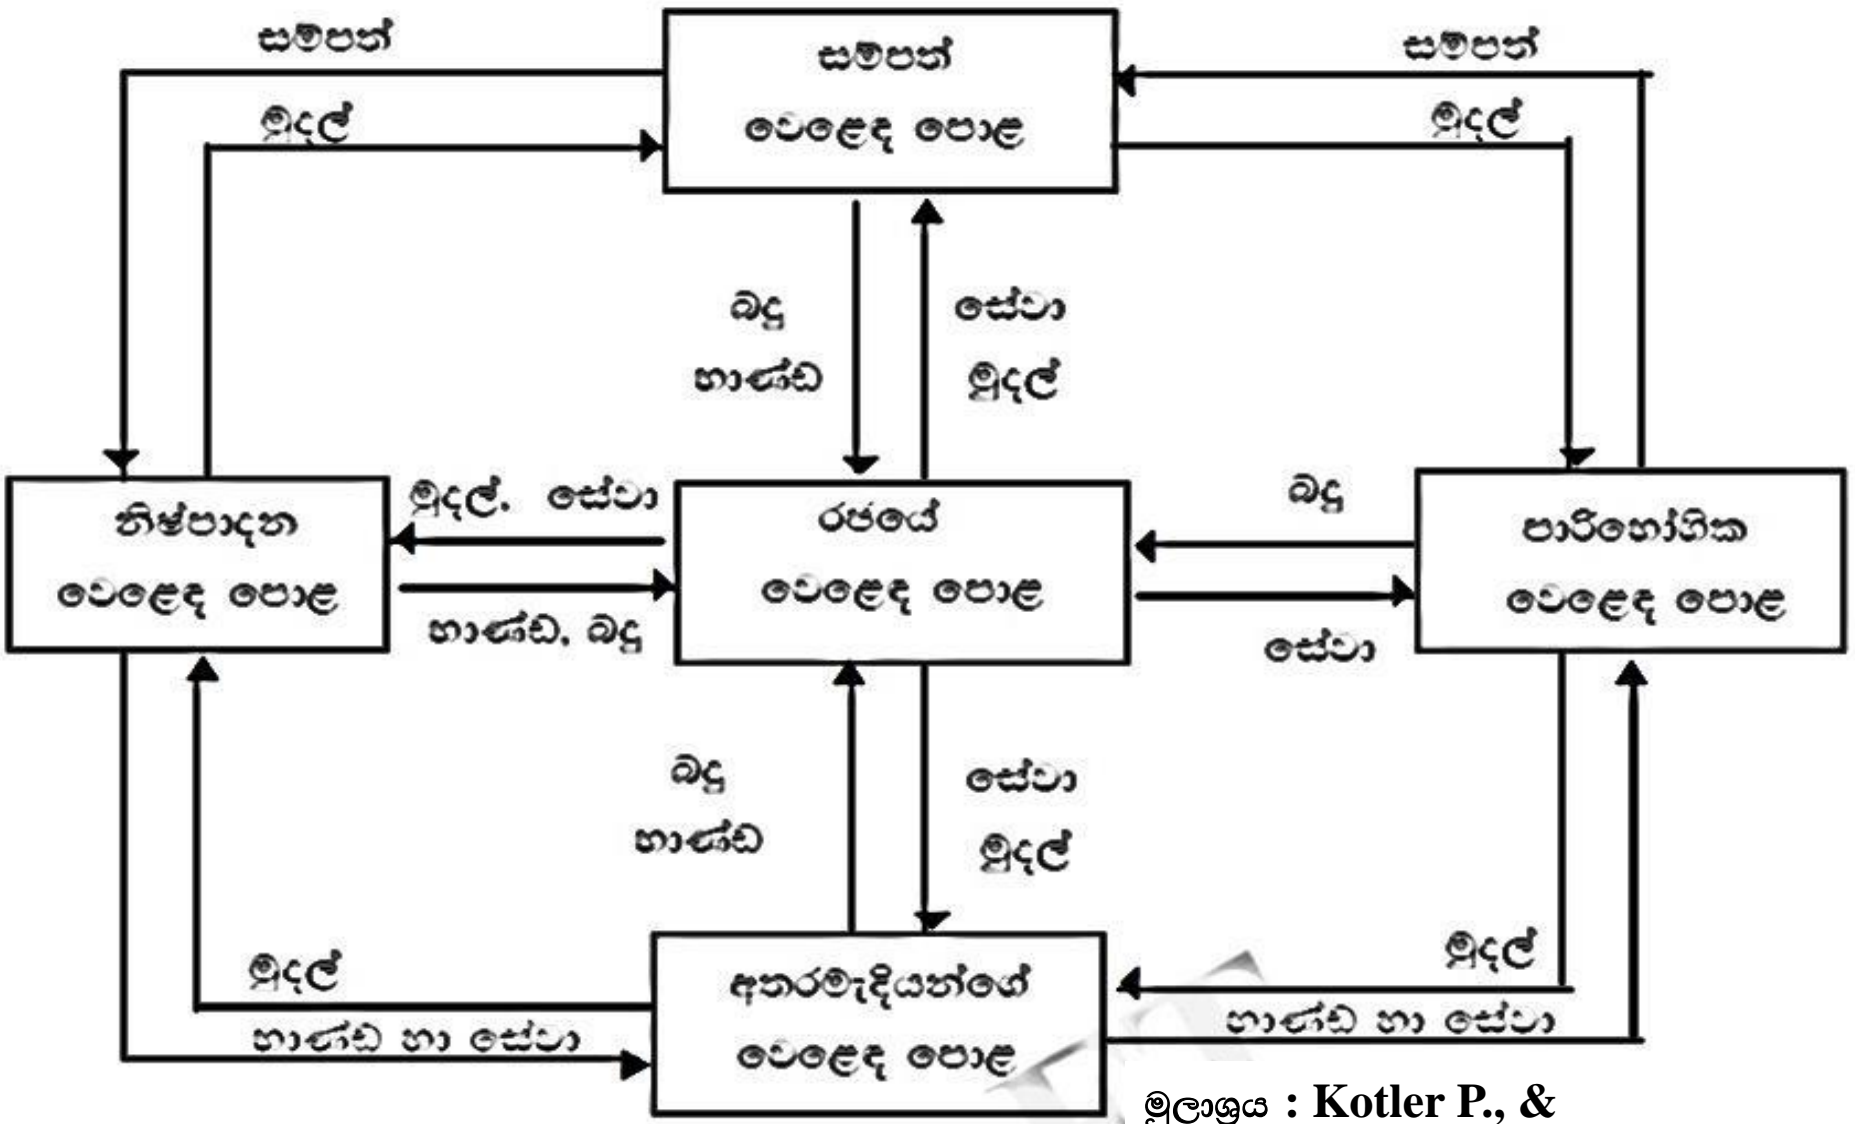 සම්පත්
සම්පත්
සම්පත්
වෙළෙඳ පොළ
මුදල්
මුදල්
බදු
භාණ්ඩ
සේවා
මුදල්
නිෂ්පාදන
වෙළෙඳ පොළ
මුදල්. සේවා
භාණ්ඩ, බදු
රජයේ
වෙළෙඳ පොළ
බදු
සේවා
පාරිභෝගික
වෙළෙඳ පොළ
බදු
භාණ්ඩ
සේවා
මුදල්
මුදල්
භාණ්ඩ හා සේවා
අතරමැදියන්ගේ
වෙළෙඳ පොළ
මුදල්
භාණ්ඩ හා සේවා
මූලාශ්‍රය : Kotler P., &